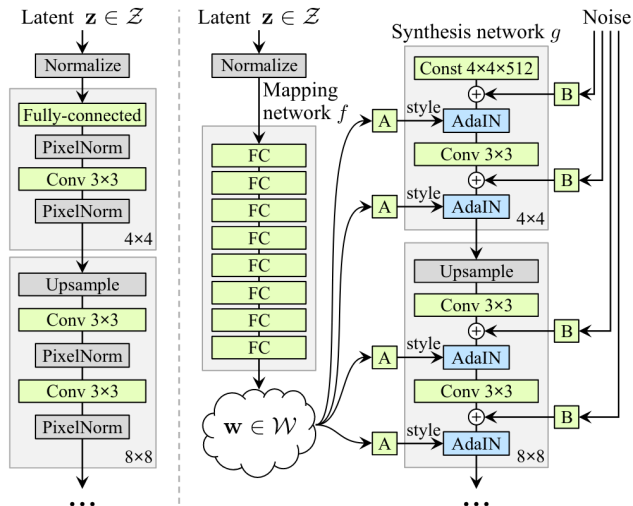 Latent z ∈ 𝒵
Normalize
Fully-connected
PixelNorm
Conv 3×3
PixelNorm
4×4
Upsample
Conv 3×3
PixelNorm
Conv 3×3
PixelNorm
8×8
...
Latent z ∈ 𝒵
Normalize
Mapping
network f
FC
FC
FC
FC
FC
FC
FC
FC
w ∈ 𝒲
Synthesis network g
Noise
Const 4×4×512
B
A
style
AdaIN
Conv 3×3
B
A
style
AdaIN
4×4
Upsample
Conv 3×3
B
A
style
AdaIN
Conv 3×3
B
A
style
AdaIN
8×8
...